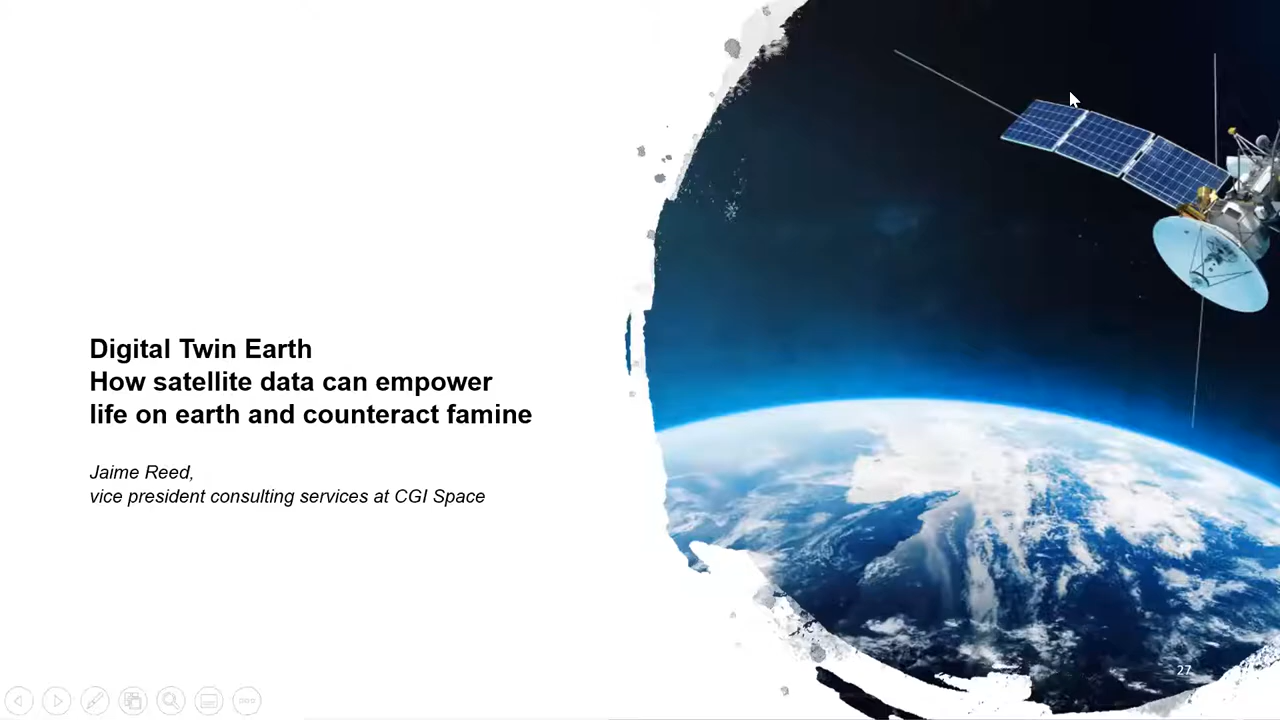 Digital Twin Earth
How satellite data can empower
life on earth and counteract famine
Jaime Reed,
vice president consulting services at CGI Space
27